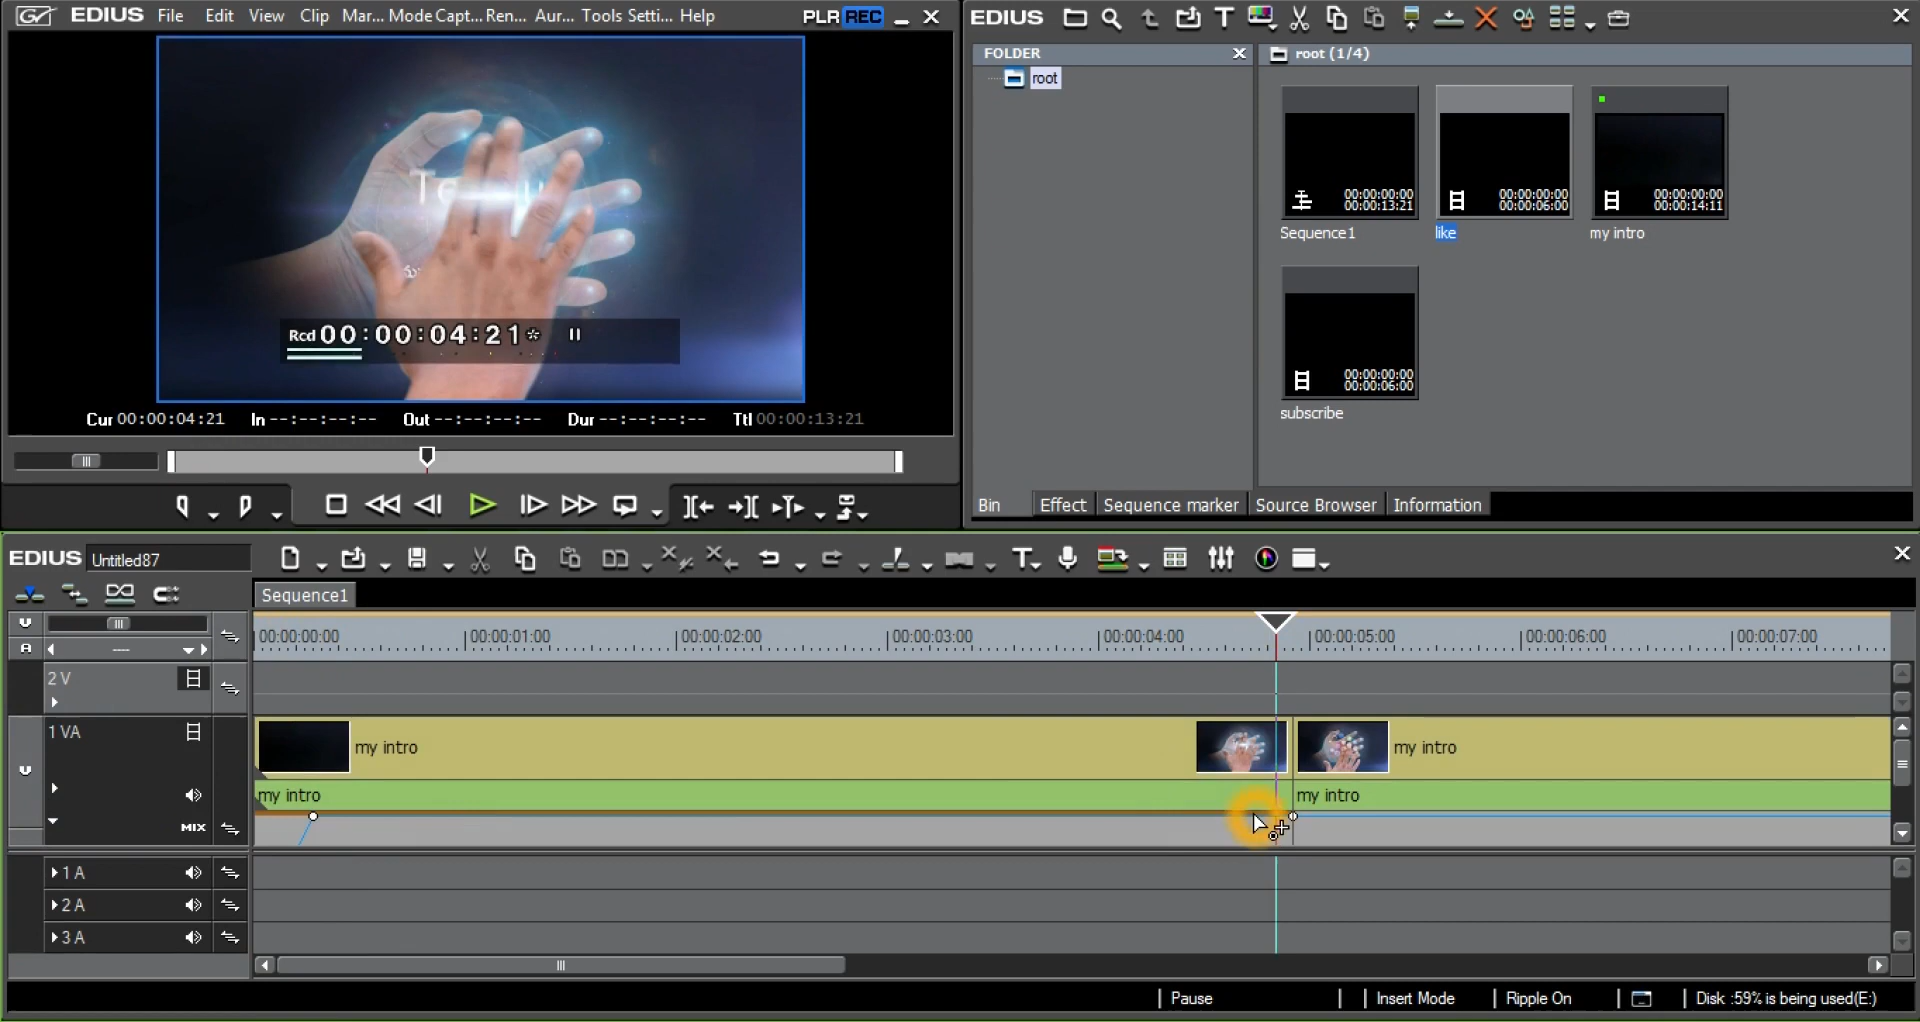 EDIUS File Edit View Clip Mar... Mode Capt... Ren... Aur... Tools Setti... Help PLR REC
Rcd 00:00:04:21* II
Cur 00:00:04:21 In --:--:--:-- Out --:--:--:-- Dur --:--:--:-- Ttl 00:00:13:21
EDIUS
FOLDER
root
root (1/4)
00:00:00:00
00:00:13:21
Sequence1
00:00:00:00
00:00:06:00
like
00:00:00:00
00:00:14:11
my intro
00:00:00:00
00:00:06:00
subscribe
Bin Effect Sequence marker Source Browser Information
EDIUS Untitled87
Sequence1
00:00:00:00 00:00:01:00 00:00:02:00 00:00:03:00 00:00:04:00 00:00:05:00 00:00:06:00 00:00:07:00
2 V
1 VA
my intro my intro
my intro my intro
MIX
1 A
2 A
3 A
Pause Insert Mode Ripple On Disk :59% is being used(E:)